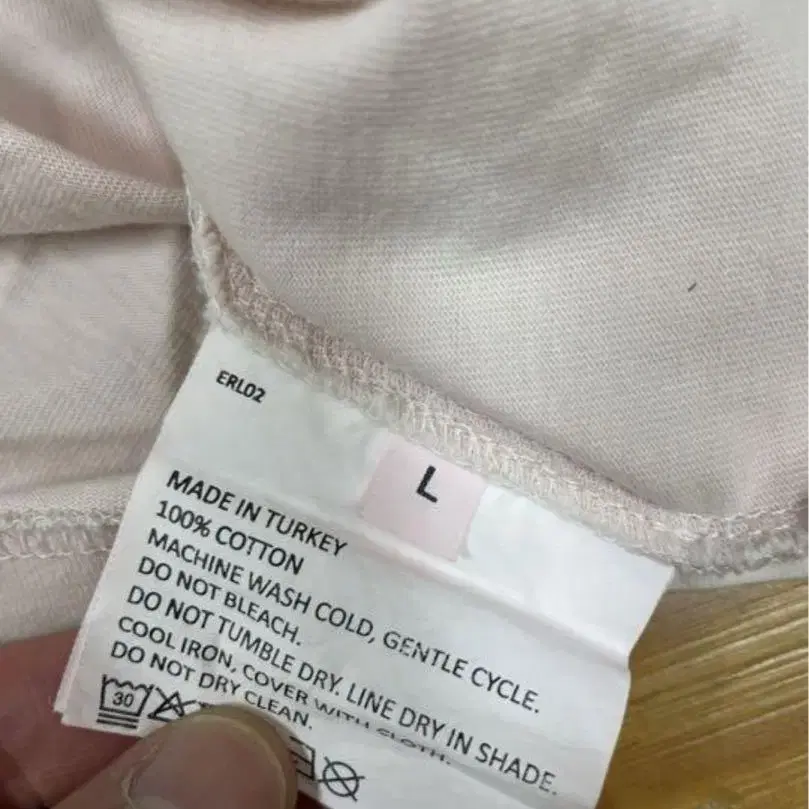 ERL02
L
MADE IN TURKEY
100% COTTON
MACHINE WASH COLD, GENTLE CYCLE.
DO NOT BLEACH.
DO NOT TUMBLE DRY. LINE DRY IN SHADE.
COOL IRON, COVER WITH CLOTH.
DO NOT DRY CLEAN.
30